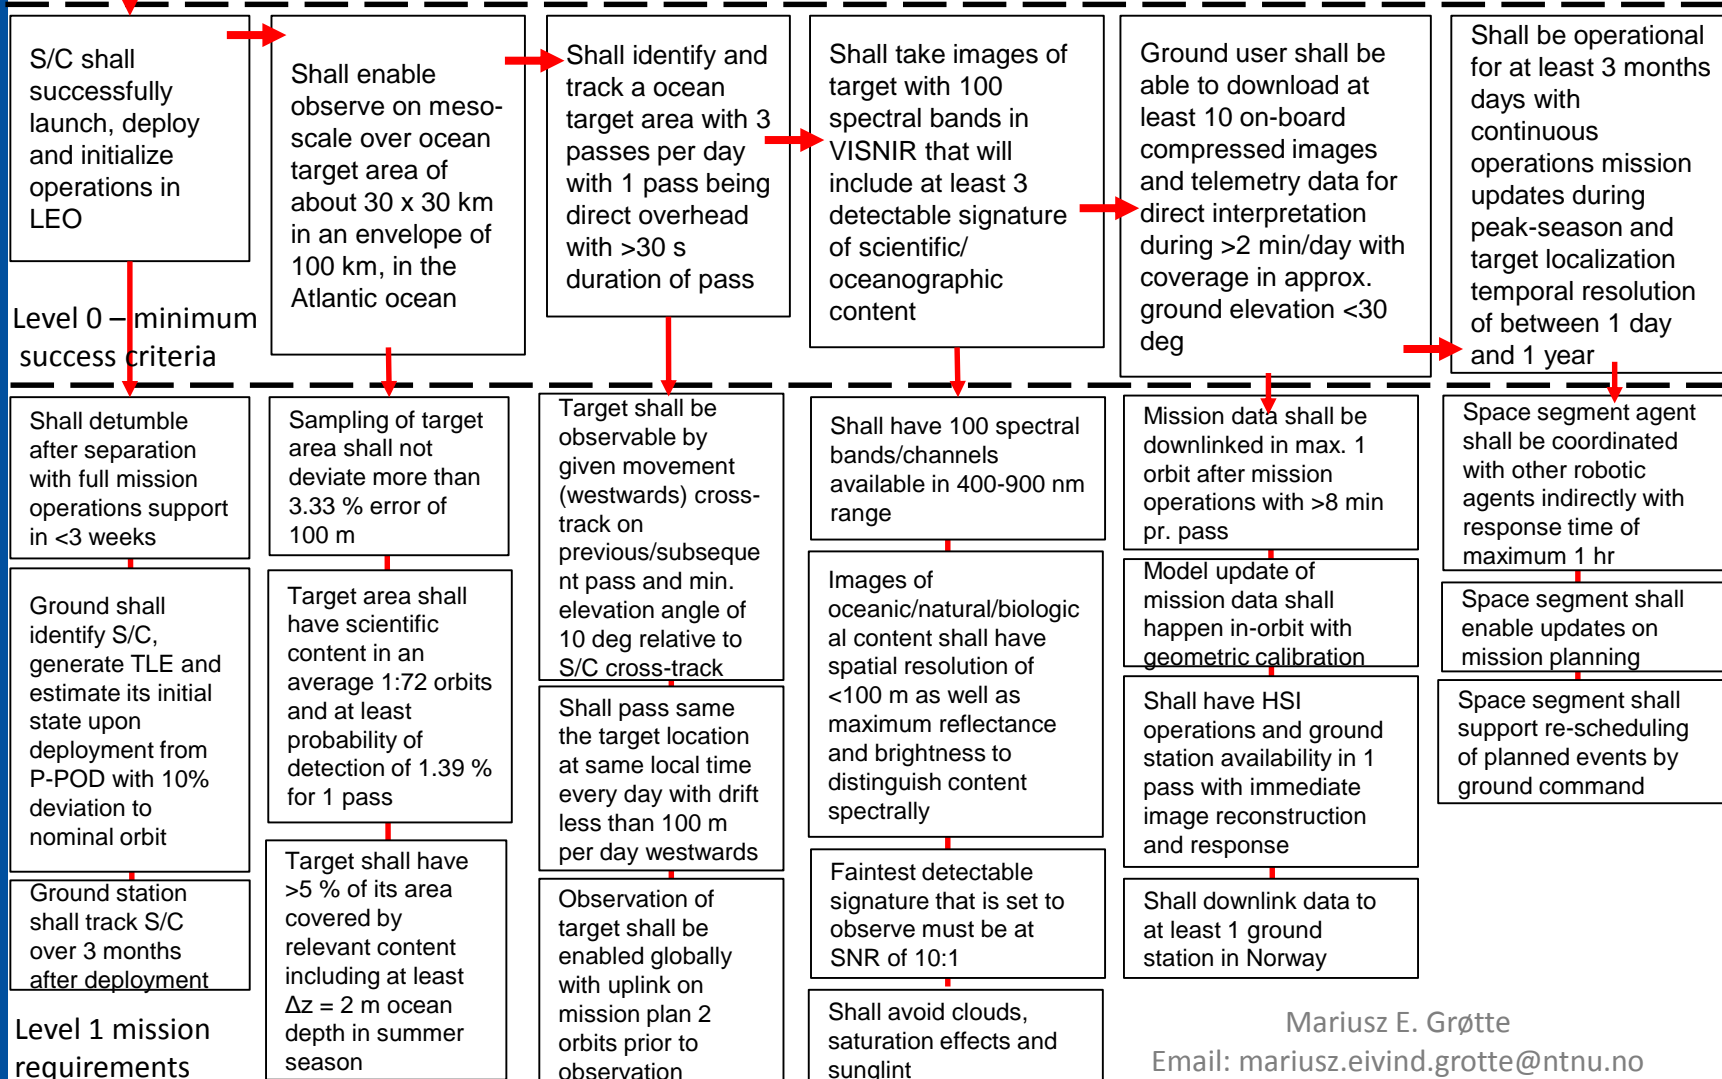 S/C shall
successfully
launch, deploy
and initialize
operations in
LEO
Shall enable
observe on meso-
scale over ocean
target area of
about 30 x 30 km
in an envelope of
100 km, in the
Atlantic ocean
Shall identify and
track a ocean
target area with 3
passes per day
with 1 pass being
direct overhead
with >30 s
duration of pass
Shall take images of
target with 100
spectral bands in
VISNIR that will
include at least 3
detectable signature
of scientific/
oceanographic
content
Ground user shall be
able to download at
least 10 on-board
compressed images
and telemetry data for
direct interpretation
during >2 min/day with
coverage in approx.
ground elevation <30
deg
Shall be operational
for at least 3 months
days with
continuous
operations mission
updates during
peak-season and
target localization
temporal resolution
of between 1 day
and 1 year
Level 0 – minimum
success criteria
Shall detumble
after separation
with full mission
operations support
in <3 weeks
Ground shall
identify S/C,
generate TLE and
estimate its initial
state upon
deployment from
P-POD with 10%
deviation to
nominal orbit
Ground station
shall track S/C
over 3 months
after deployment
Sampling of target
area shall not
deviate more than
3.33 % error of
100 m
Target area shall
have scientific
content in an
average 1:72 orbits
and at least
probability of
detection of 1.39 %
for 1 pass
Target shall have
>5 % of its area
covered by
relevant content
including at least
Δz = 2 m ocean
depth in summer
season
Target shall be
observable by
given movement
(westwards) cross-
track on
previous/subseque
nt pass and min.
elevation angle of
10 deg relative to
S/C cross-track
Shall pass same
the target location
at same local time
every day with drift
less than 100 m
per day westwards
Observation of
target shall be
enabled globally
with uplink on
mission plan 2
orbits prior to
observation
Shall have 100 spectral
bands/channels
available in 400-900 nm
range
Images of
oceanic/natural/biologic
al content shall have
spatial resolution of
<100 m as well as
maximum reflectance
and brightness to
distinguish content
spectrally
Faintest detectable
signature that is set to
observe must be at
SNR of 10:1
Shall avoid clouds,
saturation effects and
sunglint
Mission data shall be
downlinked in max. 1
orbit after mission
operations with >8 min
pr. pass
Model update of
mission data shall
happen in-orbit with
geometric calibration
Shall have HSI
operations and ground
station availability in 1
pass with immediate
image reconstruction
and response
Shall downlink data to
at least 1 ground
station in Norway
Space segment agent
shall be coordinated
with other robotic
agents indirectly with
response time of
maximum 1 hr
Space segment shall
enable updates on
mission planning
Space segment shall
support re-scheduling
of planned events by
ground command
Level 1 mission
requirements
Mariusz E. Grøtte
Email: mariusz.eivind.grotte@ntnu.no